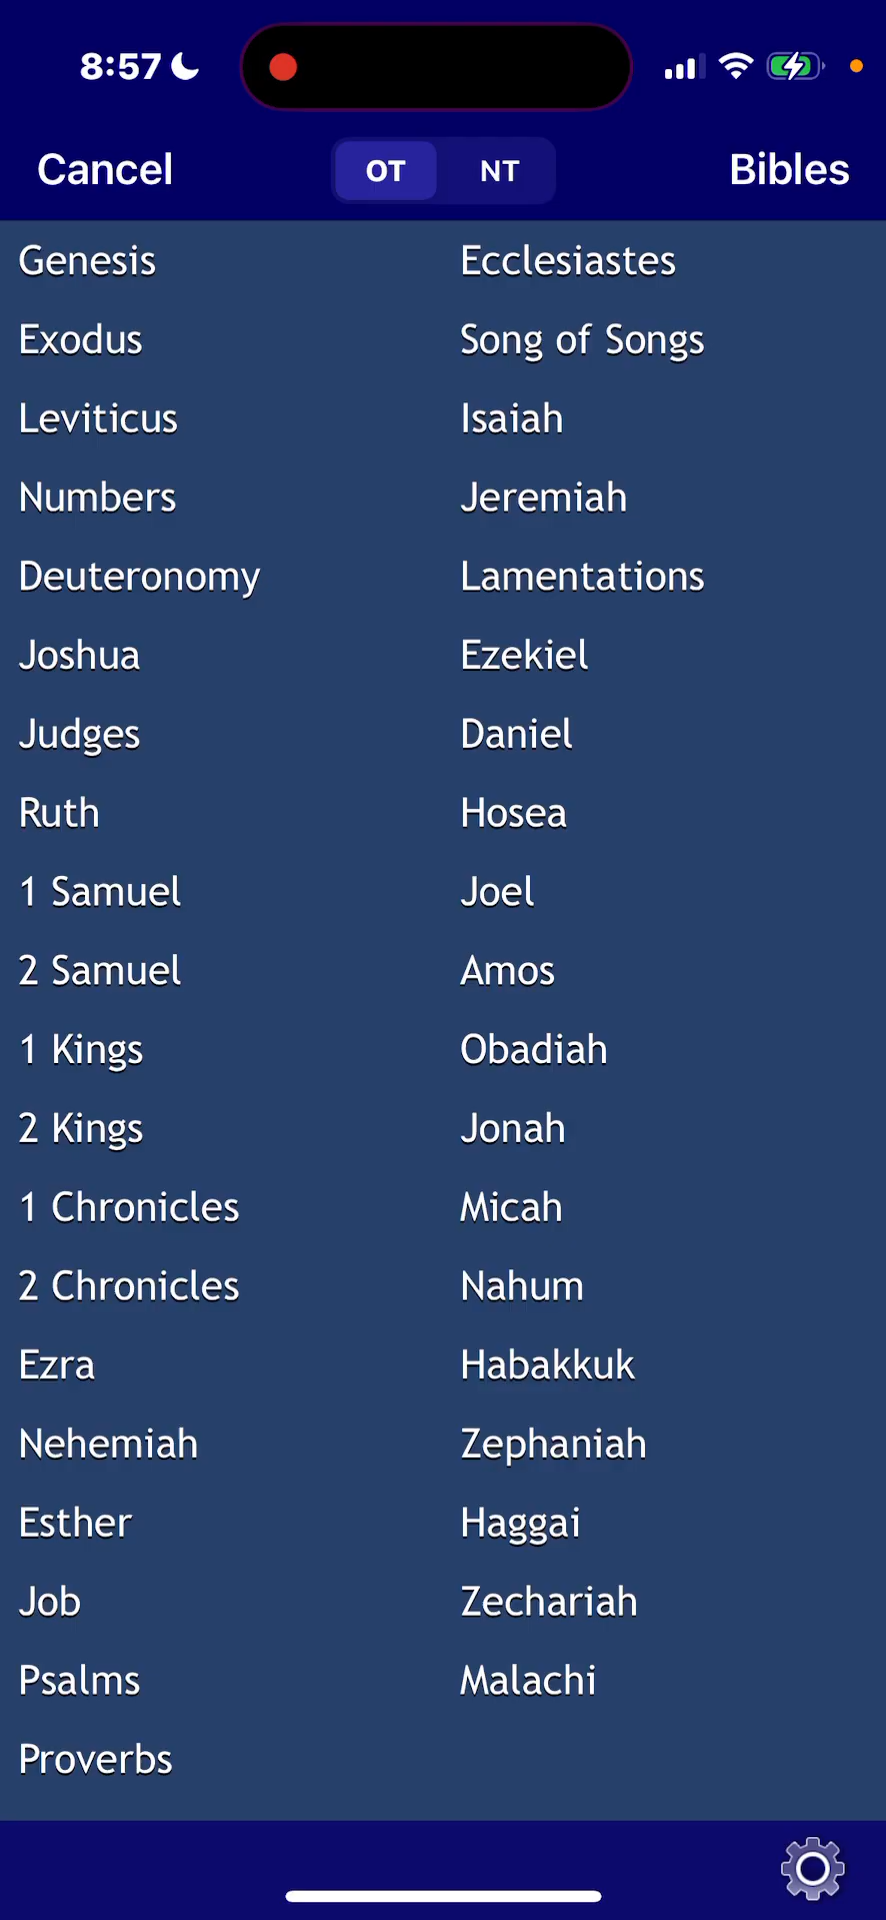 8:57
Cancel OT NT Bibles
Genesis
Exodus
Leviticus
Numbers
Deuteronomy
Joshua
Judges
Ruth
1 Samuel
2 Samuel
1 Kings
2 Kings
1 Chronicles
2 Chronicles
Ezra
Nehemiah
Esther
Job
Psalms
Proverbs
Ecclesiastes
Song of Songs
Isaiah
Jeremiah
Lamentations
Ezekiel
Daniel
Hosea
Joel
Amos
Obadiah
Jonah
Micah
Nahum
Habakkuk
Zephaniah
Haggai
Zechariah
Malachi